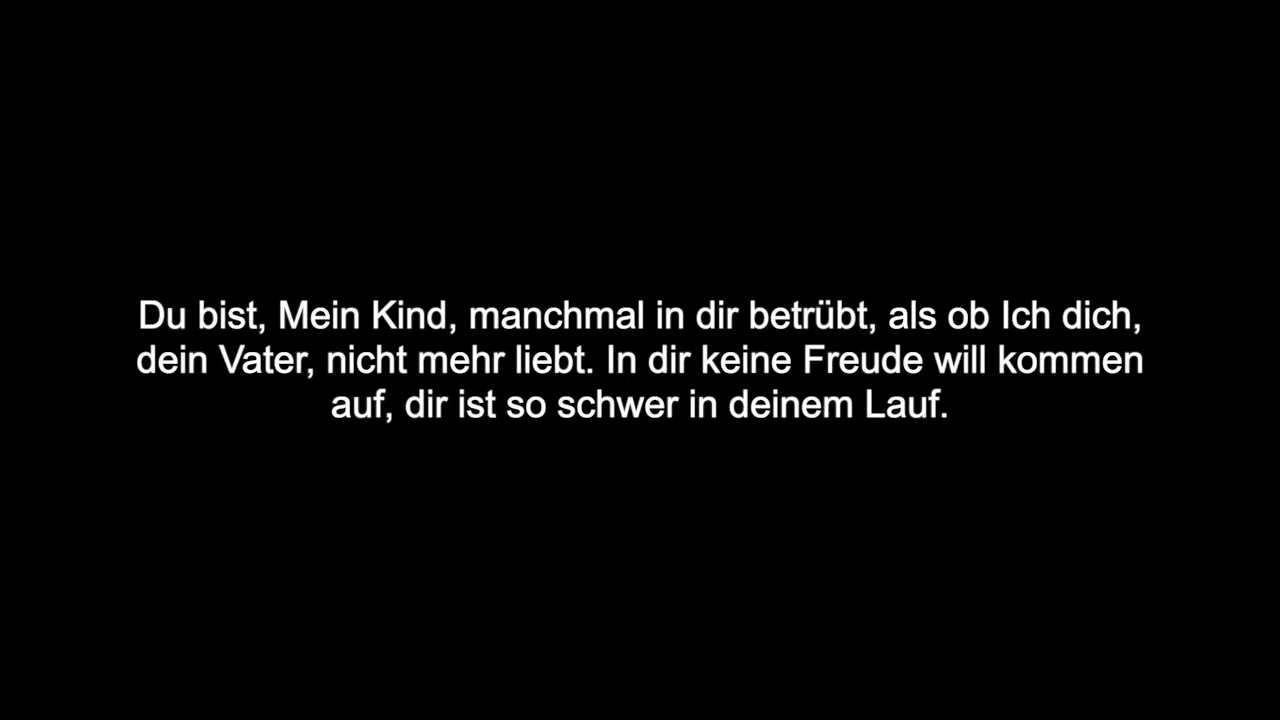 Du bist, Mein Kind, manchmal in dir betrübt, als ob Ich dich,
dein Vater, nicht mehr liebt. In dir keine Freude will kommen
auf, dir ist so schwer in deinem Lauf.